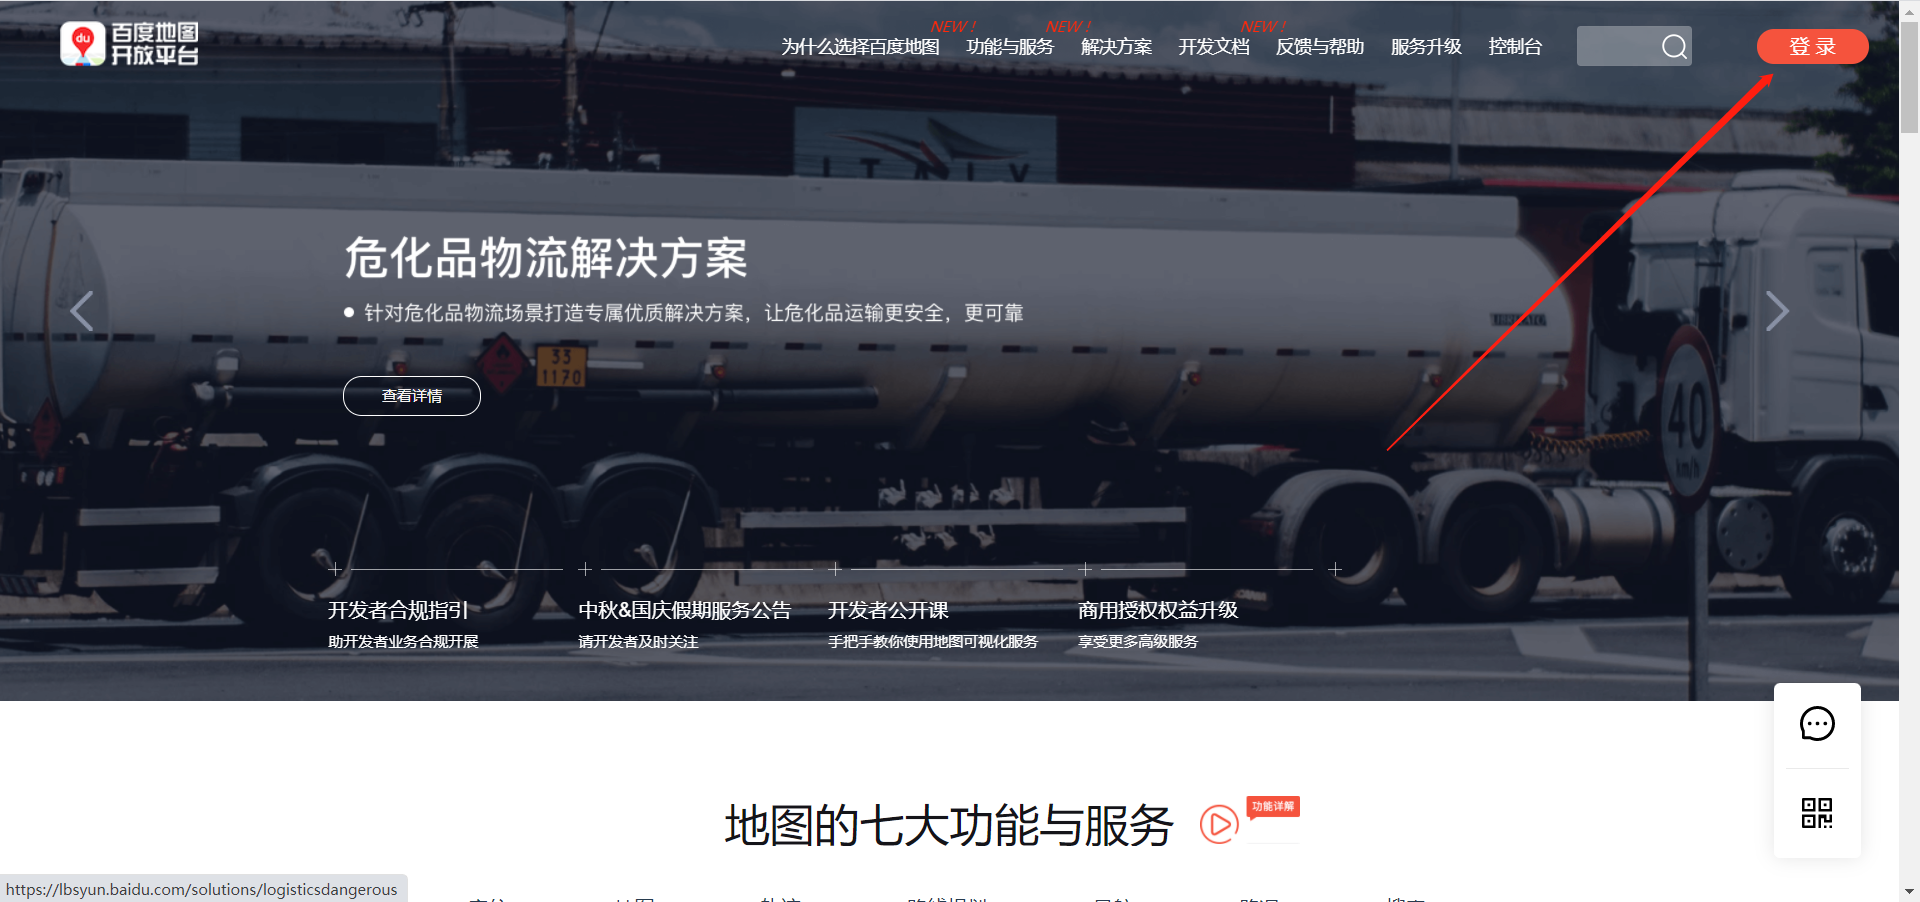 du
百度地图
开放平台
NEW !
NEW !
NEW !
为什么选择百度地图
功能与服务
解决方案
开发文档
反馈与帮助
服务升级
控制台
登 录
ITALY
危化品物流解决方案
针对危化品物流场景打造专属优质解决方案，让危化品运输更安全，更可靠
33
1170
查看详情
40
km/h
开发者合规指引
助开发者业务合规开展
中秋&国庆假期服务公告
请开发者及时关注
开发者公开课
手把手教你使用地图可视化服务
商用授权权益升级
享受更多高级服务
地图的七大功能与服务
功能详解
https://lbsyun.baidu.com/solutions/logisticsdangerous